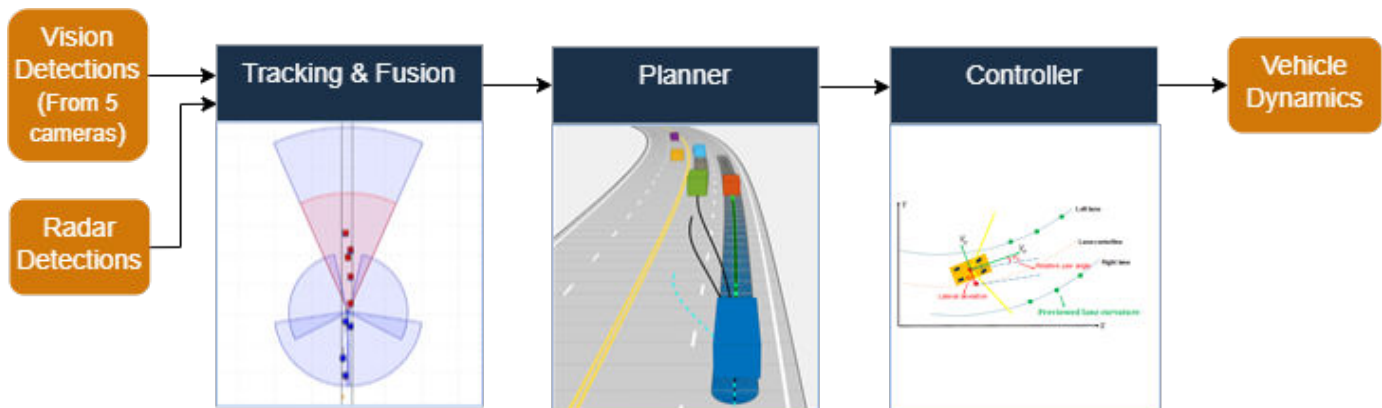 Vision
Detections
(From 5
cameras)
Radar
Detections
Tracking & Fusion
Planner
Controller
Left lane
Lane centerline
Right lane
Relative yaw angle
Lateral deviation
Previewed lane curvature
Vehicle
Dynamics